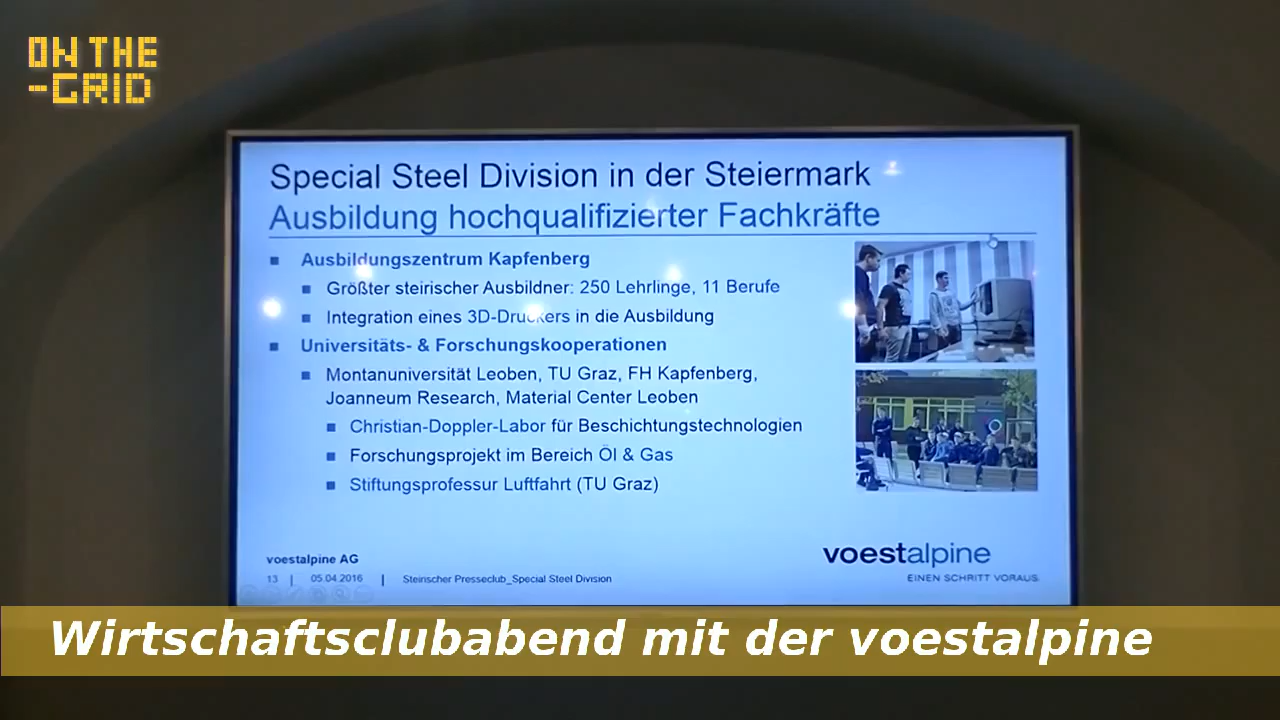 ON THE
-GRID
Special Steel Division in der Steiermark
Ausbildung hochqualifizierter Fachkräfte
Ausbildungszentrum Kapfenberg
Größter steirischer Ausbildner: 250 Lehrlinge, 11 Berufe
Integration eines 3D-Druckers in die Ausbildung
Universitäts- & Forschungskooperationen
Montanuniversität Leoben, TU Graz, FH Kapfenberg,
Joanneum Research, Material Center Leoben
Christian-Doppler-Labor für Beschichtungstechnologien
Forschungsprojekt im Bereich Öl & Gas
Stiftungsprofessur Luftfahrt (TU Graz)
voestalpine AG
13 | 05.04.2016 | Steirischer Presseclub_Special Steel Division
voestalpine
EINEN SCHRITT VORAUS.
Wirtschaftsclubabend mit der voestalpine